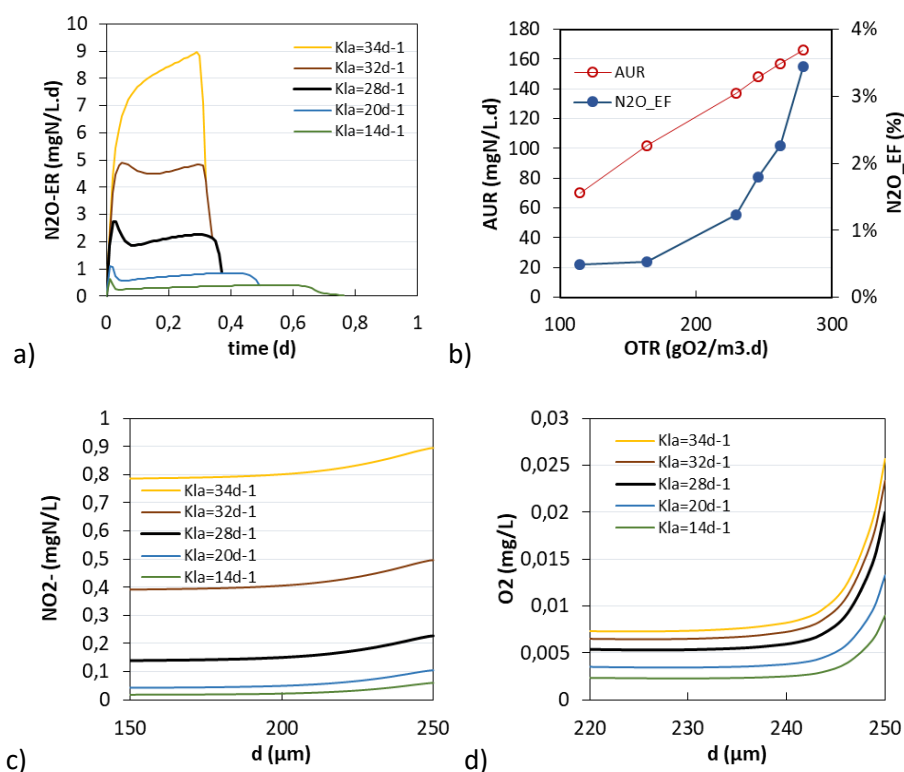 a)
N2O-ER (mgN/L.d)
10
9
8
7
6
5
4
3
2
1
0
Kla=34d-1
Kla=32d-1
Kla=28d-1
Kla=20d-1
Kla=14d-1
0 0,2 0,4 0,6 0,8 1
time (d)
b)
AUR (mgN/L.d)
180
160
140
120
100
80
60
40
20
0
AUR
N2O_EF
4%
3%
2%
1%
0%
N2O_EF (%)
100 200 300
OTR (gO2/m3.d)
c)
NO2- (mgN/L)
1
0,9
0,8
0,7
0,6
0,5
0,4
0,3
0,2
0,1
0
Kla=34d-1
Kla=32d-1
Kla=28d-1
Kla=20d-1
Kla=14d-1
150 200 250
d (µm)
d)
O2 (mg/L)
0,03
0,025
0,02
0,015
0,01
0,005
0
Kla=34d-1
Kla=32d-1
Kla=28d-1
Kla=20d-1
Kla=14d-1
220 230 240 250
d (µm)